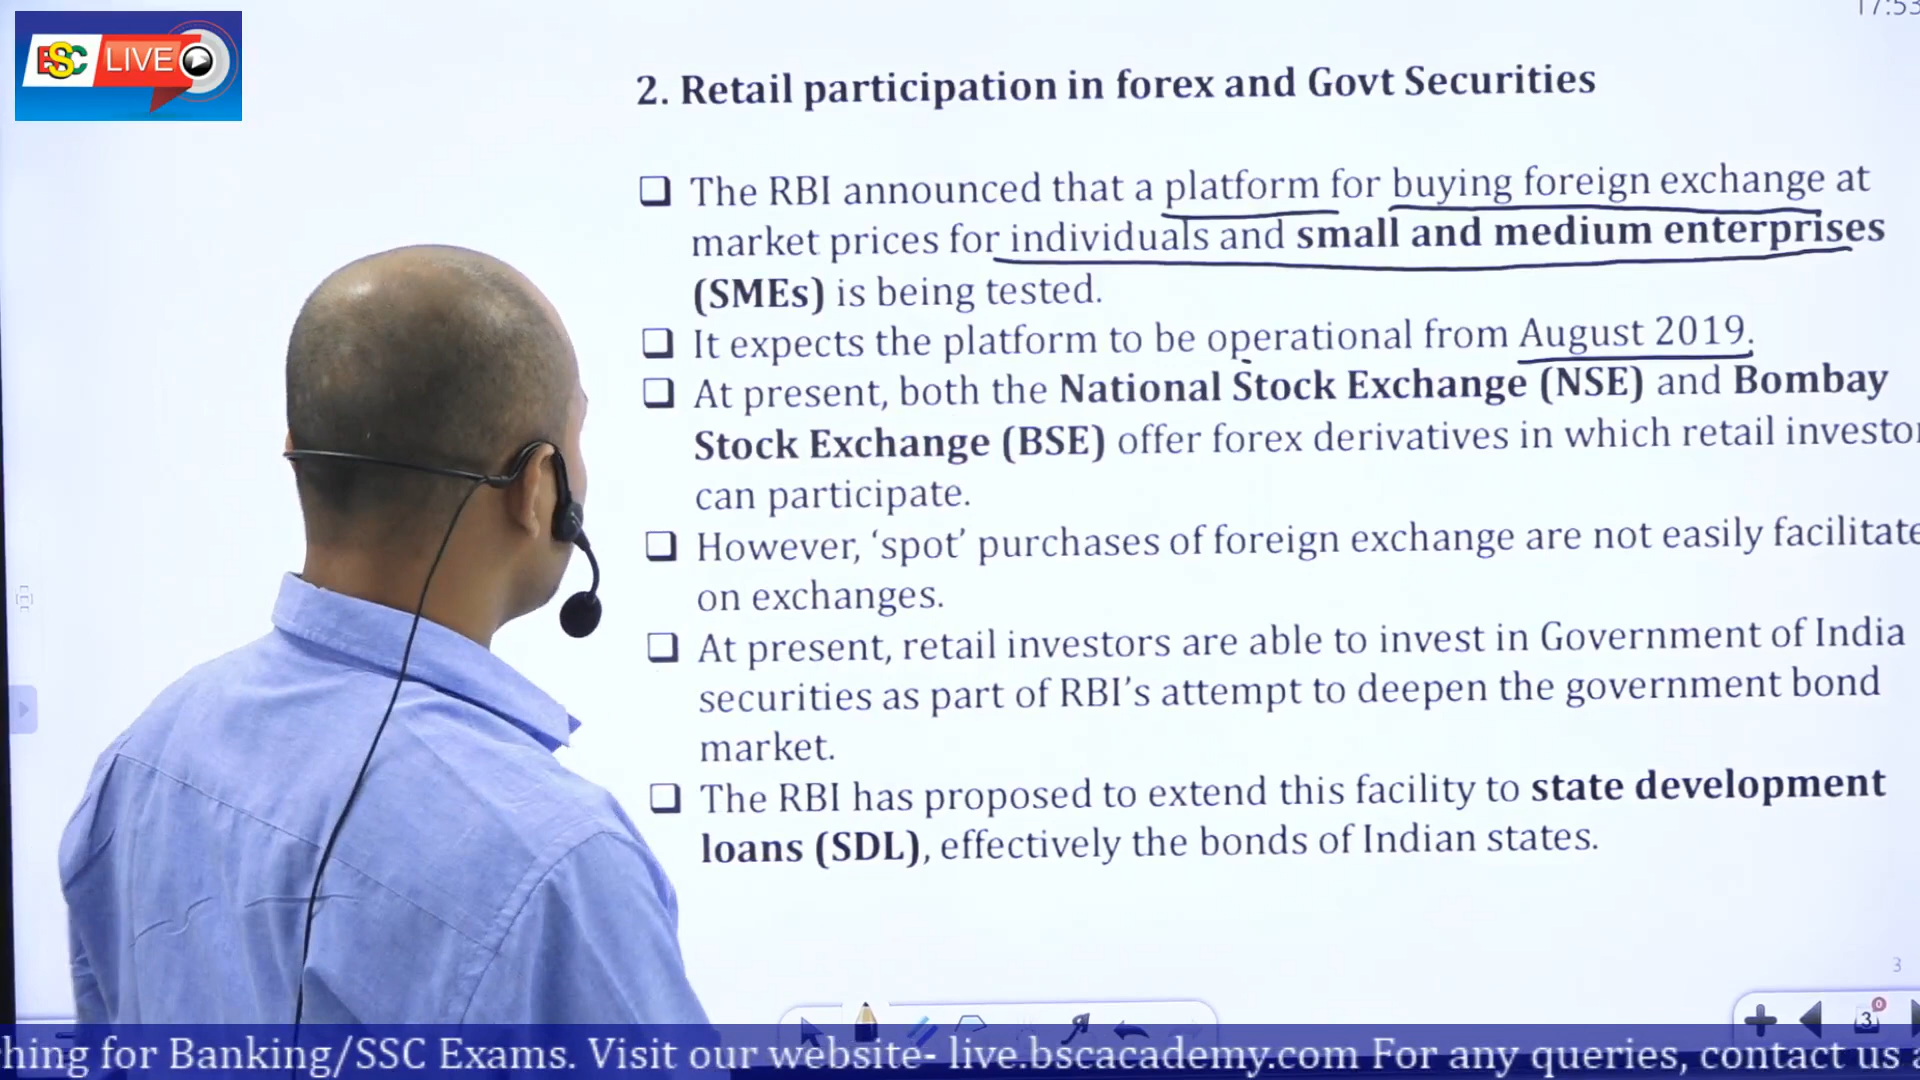 17:53
BSC LIVE
2. Retail participation in forex and Govt Securities
❑ The RBI announced that a platform for buying foreign exchange at
market prices for individuals and small and medium enterprises
(SMEs) is being tested.
❑ It expects the platform to be operational from August 2019.
❑ At present, both the National Stock Exchange (NSE) and Bombay
Stock Exchange (BSE) offer forex derivatives in which retail investor
can participate.
❑ However, ‘spot’ purchases of foreign exchange are not easily facilitate
on exchanges.
❑ At present, retail investors are able to invest in Government of India
securities as part of RBI’s attempt to deepen the government bond
market.
❑ The RBI has proposed to extend this facility to state development
loans (SDL), effectively the bonds of Indian states.
3
0
3
hing for Banking/SSC Exams. Visit our website- live.bscacademy.com For any queries, contact us a